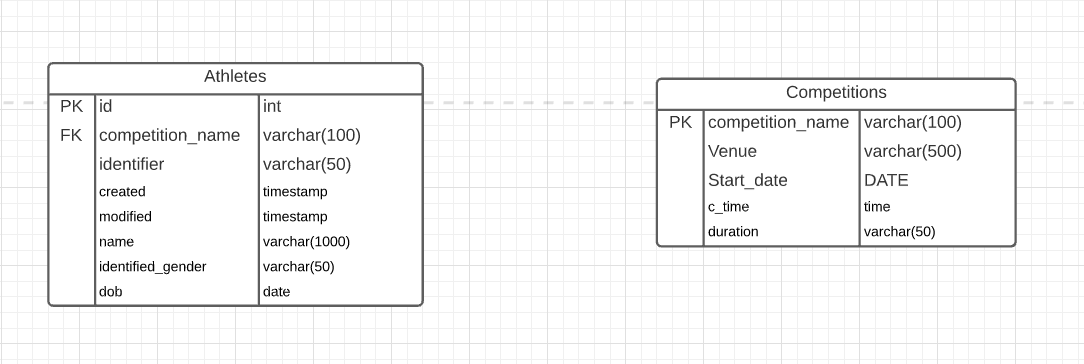 Athletes
PK id int
FK competition_name varchar(100)
identifier varchar(50)
created timestamp
modified timestamp
name varchar(1000)
identified_gender varchar(50)
dob date
Competitions
PK competition_name varchar(100)
Venue varchar(500)
Start_date DATE
c_time time
duration varchar(50)